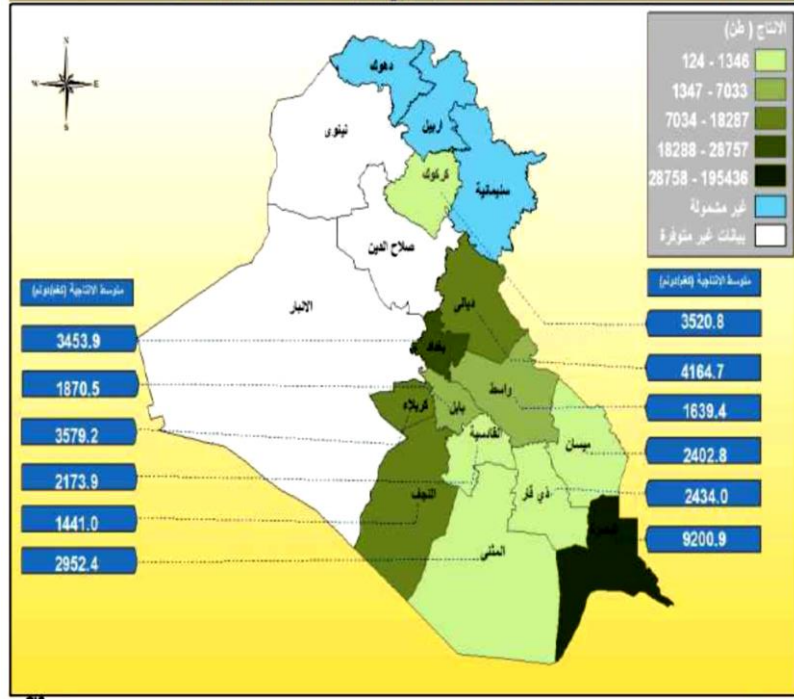 الانتاج (طن)
124 - 1346
1347 - 7033
7034 - 18287
18288 - 28757
28758 - 195436
غير مشمولة
بيانات غير متوفرة
N
W E
S
دهوك
نينوى
اربيل
كركوك
سليمانية
صلاح الدين
ديالى
الانبار
بغداد
واسط
كربلاء
بابل
القادسية
ميسان
النجف
ذي قار
المثنى
متوسط الانتاجية (كغم/دونم)
3453.9
1870.5
3579.2
2173.9
1441.0
2952.4
متوسط الانتاجية (كغم/دونم)
3520.8
4164.7
1639.4
2402.8
2434.0
9200.9